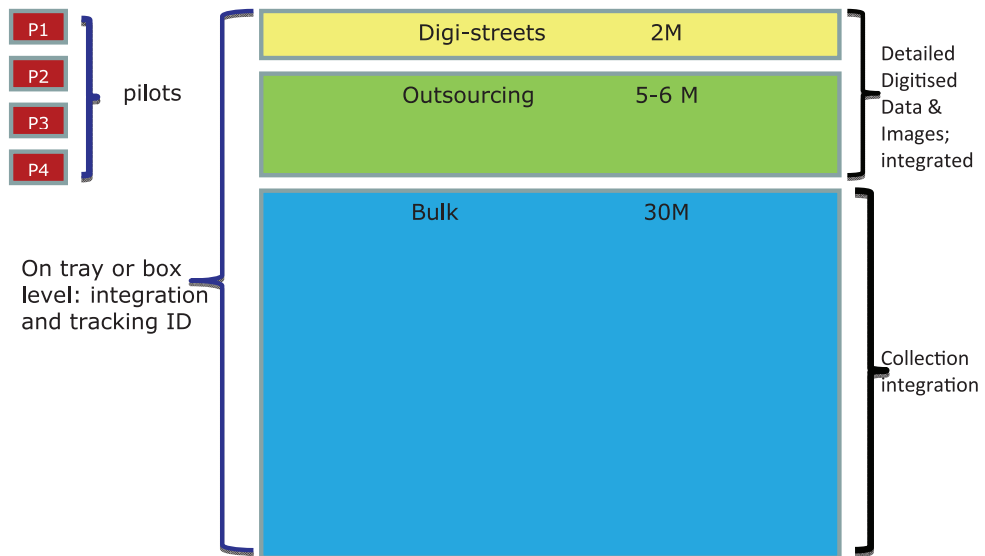 P1
P2
P3
P4
pilots
On tray or box
level: integration
and tracking ID
Digi-streets 2M
Outsourcing 5-6 M
Bulk 30M
Detailed
Digitised
Data &
Images;
integrated
Collection
integration